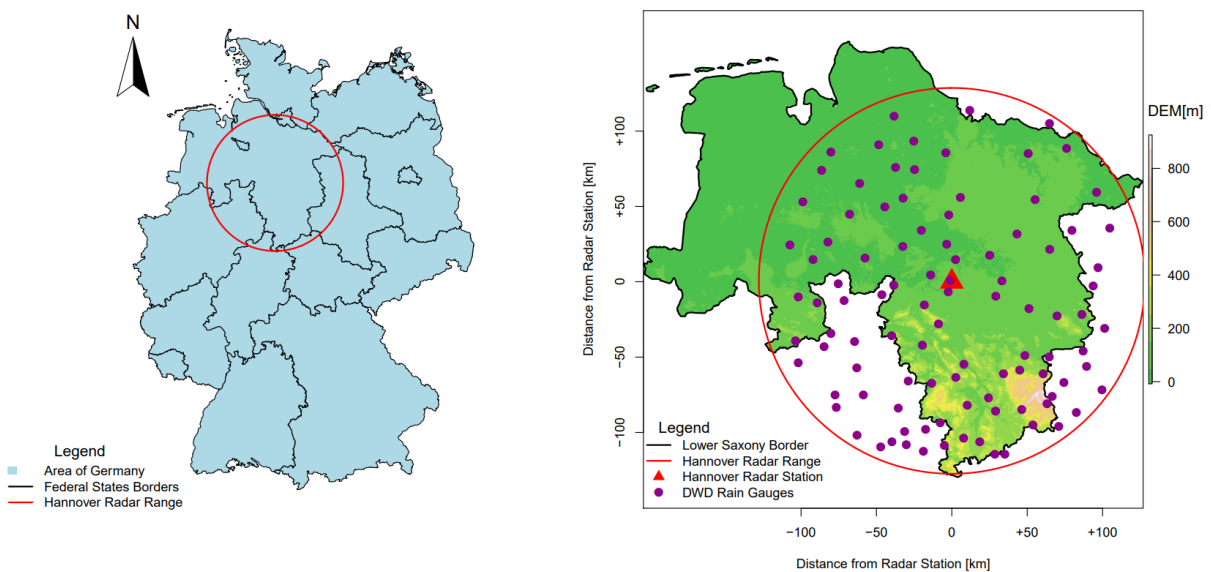 N
Legend
Area of Germany
Federal States Borders
Hannover Radar Range
Distance from Radar Station [km]
+100
+50
0
−50
−100
Legend
Lower Saxony Border
Hannover Radar Range
Hannover Radar Station
DWD Rain Gauges
−100 −50 0 +50 +100
Distance from Radar Station [km]
DEM[m]
800
600
400
200
0